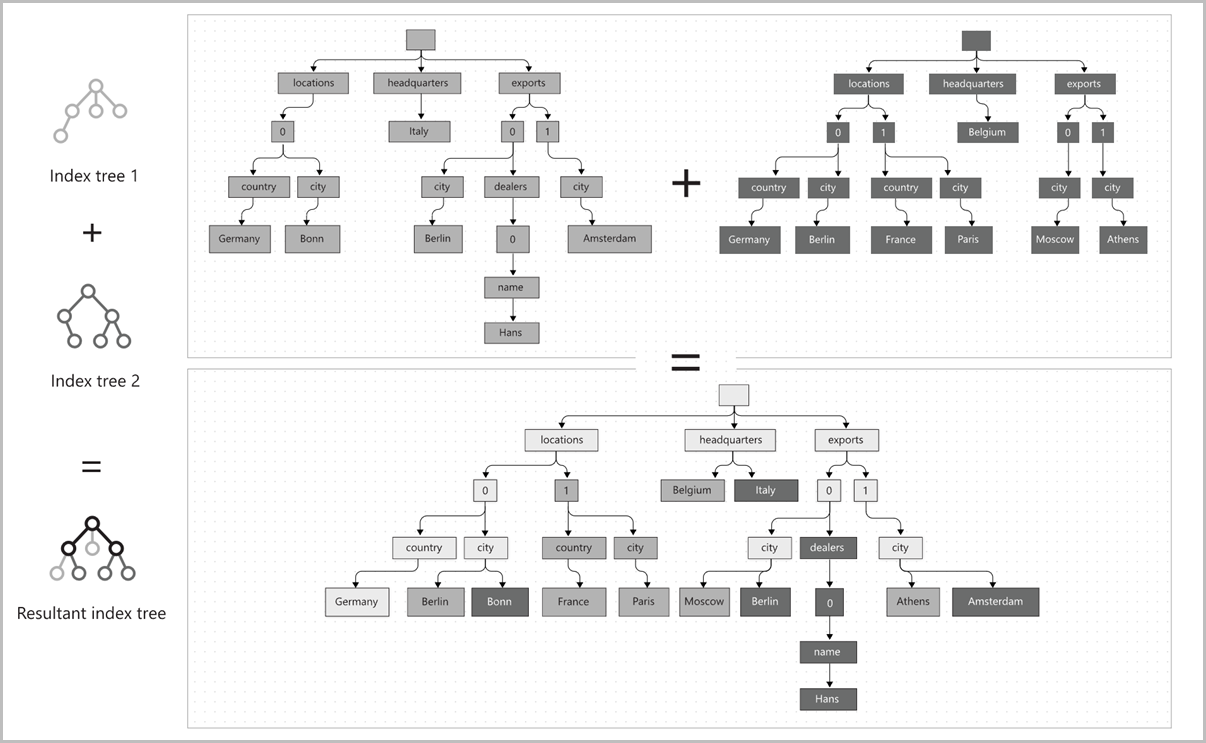 Index tree 1
+
Index tree 2
=
Resultant index tree
locations headquarters exports
0 Italy 0 1
country city city dealers city
Germany Bonn Berlin 0 Amsterdam
name
Hans
+
locations headquarters exports
0 1 Belgium 0 1
country city country city city city
Germany Berlin France Paris Moscow Athens
=
locations headquarters exports
0 1 Belgium Italy 0 1
country city country city city dealers city
Germany Berlin Bonn France Paris Moscow Berlin 0 Athens Amsterdam
name
Hans